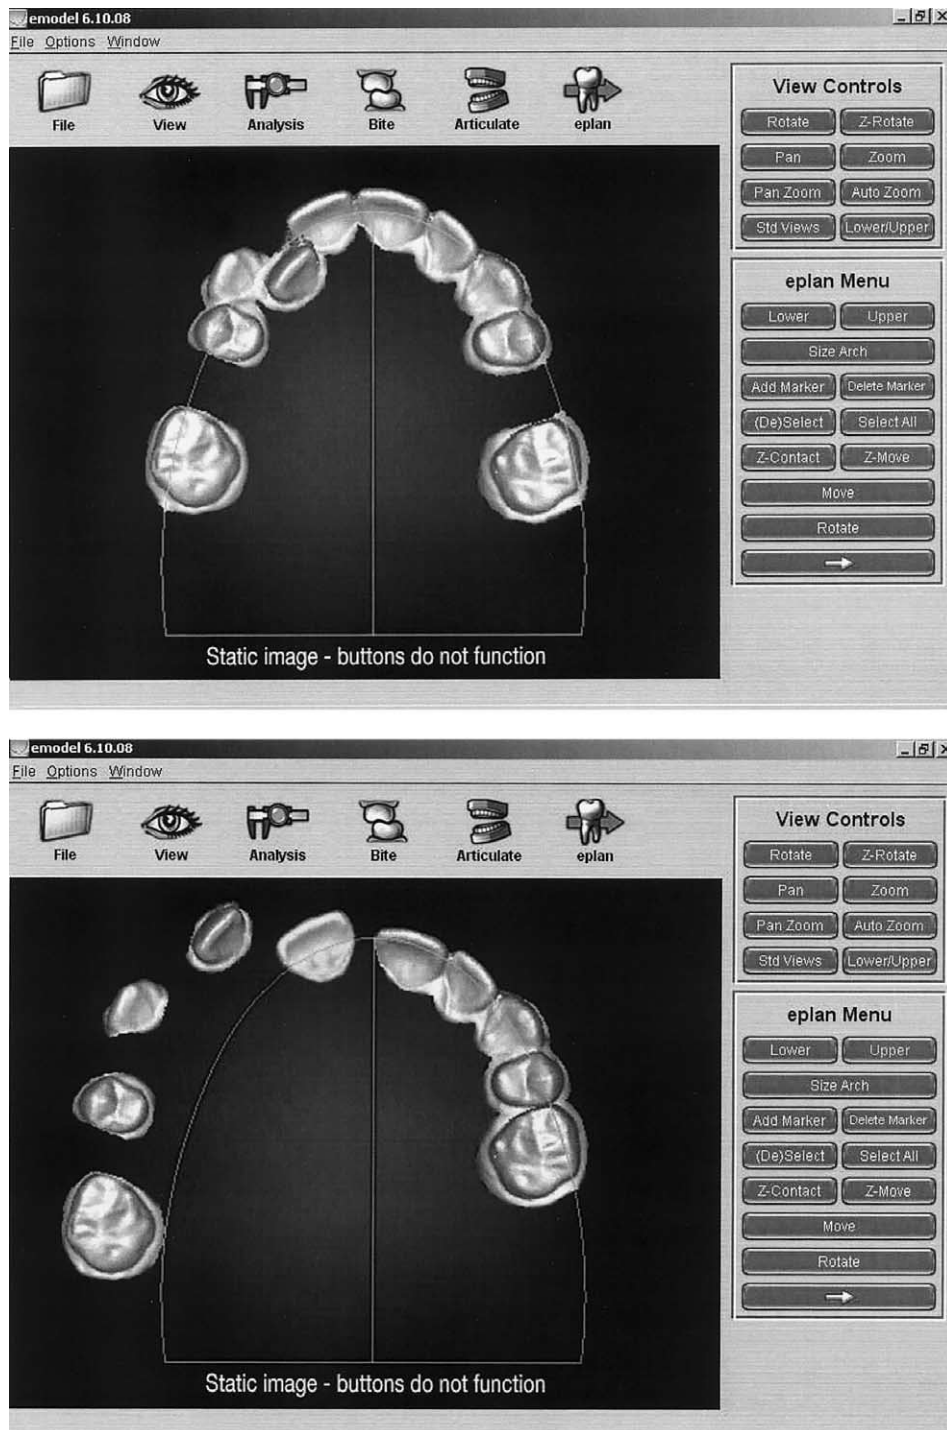 emodel 6.10.08
File Options Window
File View Analysis Bite Articulate eplan
View Controls
Rotate Z-Rotate
Pan Zoom
Pan Zoom Auto Zoom
Std Views Lower/Upper
eplan Menu
Lower Upper
Size Arch
Add Marker Delete Marker
(De)Select Select All
Z-Contact Z-Move
Move
Rotate
Static image - buttons do not function
emodel 6.10.08
File Options Window
File View Analysis Bite Articulate eplan
View Controls
Rotate Z-Rotate
Pan Zoom
Pan Zoom Auto Zoom
Std Views Lower/Upper
eplan Menu
Lower Upper
Size Arch
Add Marker Delete Marker
(De)Select Select All
Z-Contact Z-Move
Move
Rotate
Static image - buttons do not function